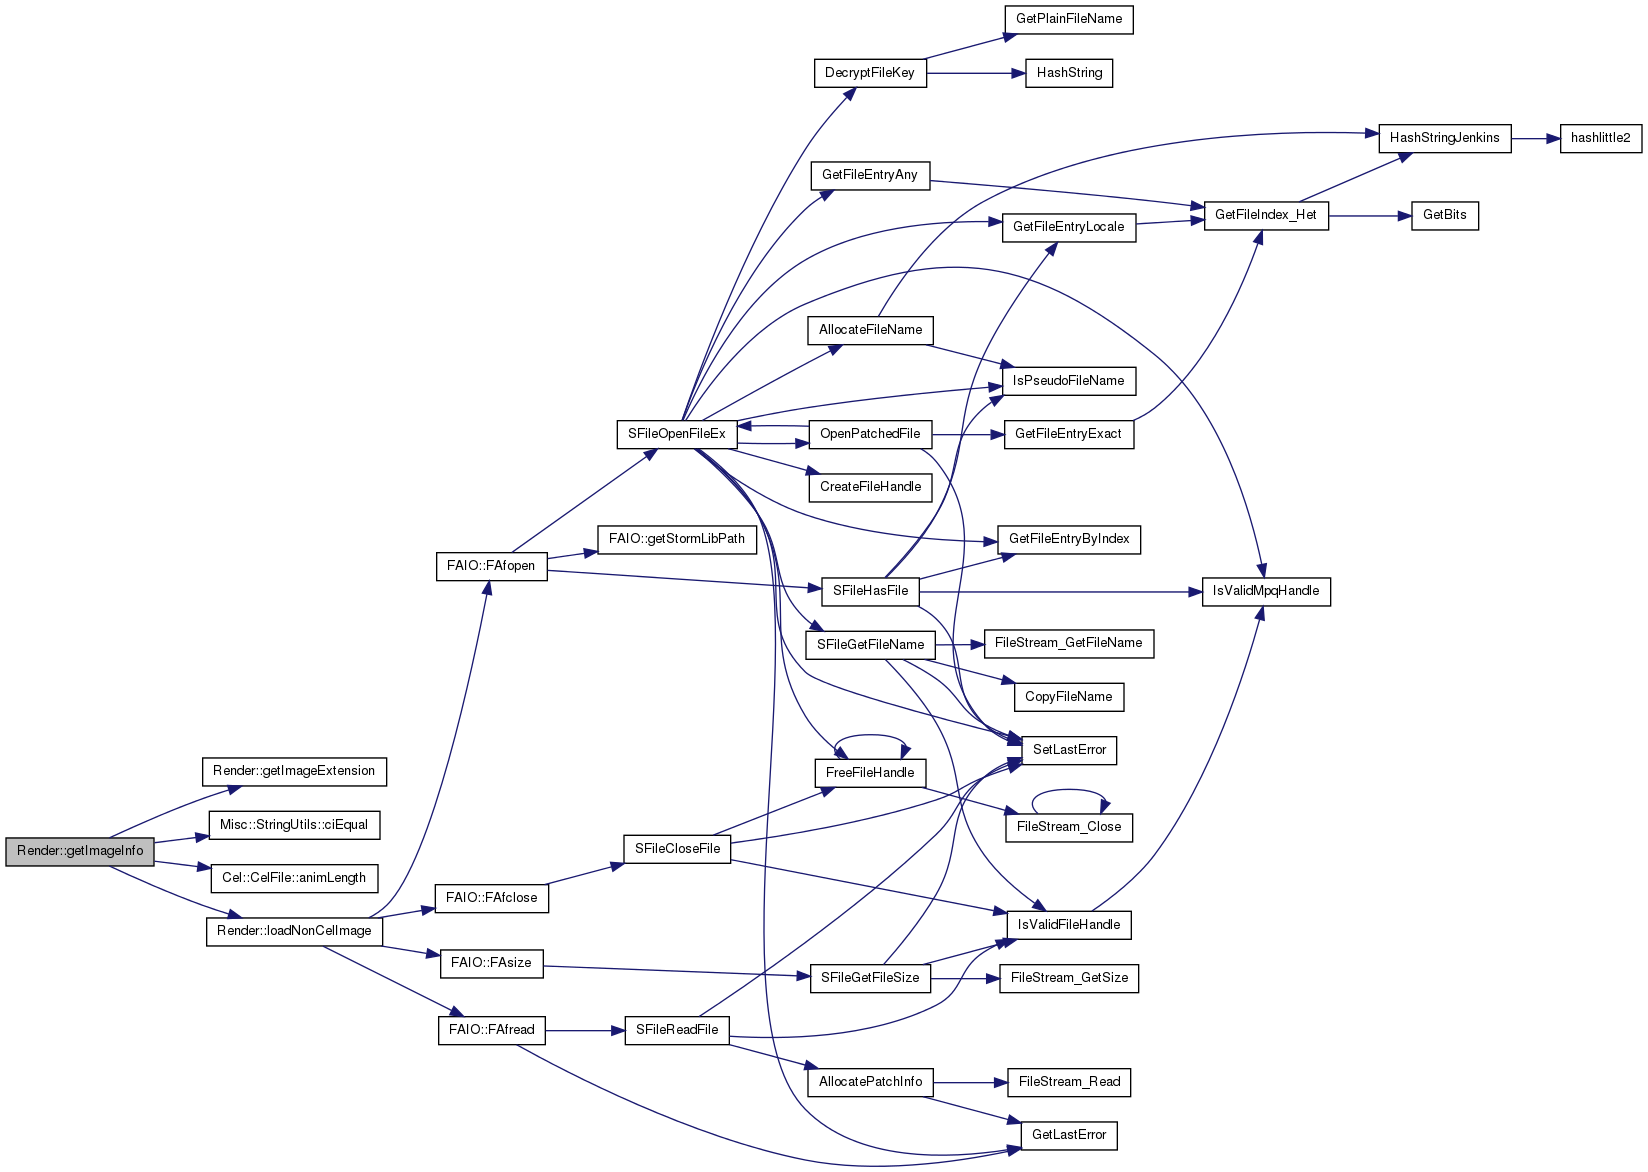 GetPlainFileName
DecryptFileKey
HashString
HashStringJenkins
hashlittle2
GetFileEntryAny
GetFileIndex_Het
GetBits
GetFileEntryLocale
AllocateFileName
IsPseudoFileName
SFileOpenFileEx
OpenPatchedFile
GetFileEntryExact
CreateFileHandle
FAIO::getStormLibPath
GetFileEntryByIndex
FAIO::FAfopen
SFileHasFile
IsValidMpqHandle
SFileGetFileName
FileStream_GetFileName
CopyFileName
SetLastError
Render::getImageExtension
FreeFileHandle
Misc::StringUtils::ciEqual
FileStream_Close
Render::getImageInfo
SFileCloseFile
Cel::CelFile::animLength
FAIO::FAfclose
Render::loadNonCelImage
IsValidFileHandle
FAIO::FAsize
SFileGetFileSize
FileStream_GetSize
FAIO::FAfread
SFileReadFile
AllocatePatchInfo
FileStream_Read
GetLastError